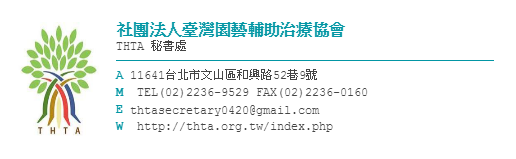 社團法人臺灣園藝輔助治療協會
THTA 秘書處
A 11641台北市文山區和興路52巷9號
M TEL(02)2236-9529 FAX(02)2236-0160
E thtasecretary0420@gmail.com
W http://thta.org.tw/index.php
THTA